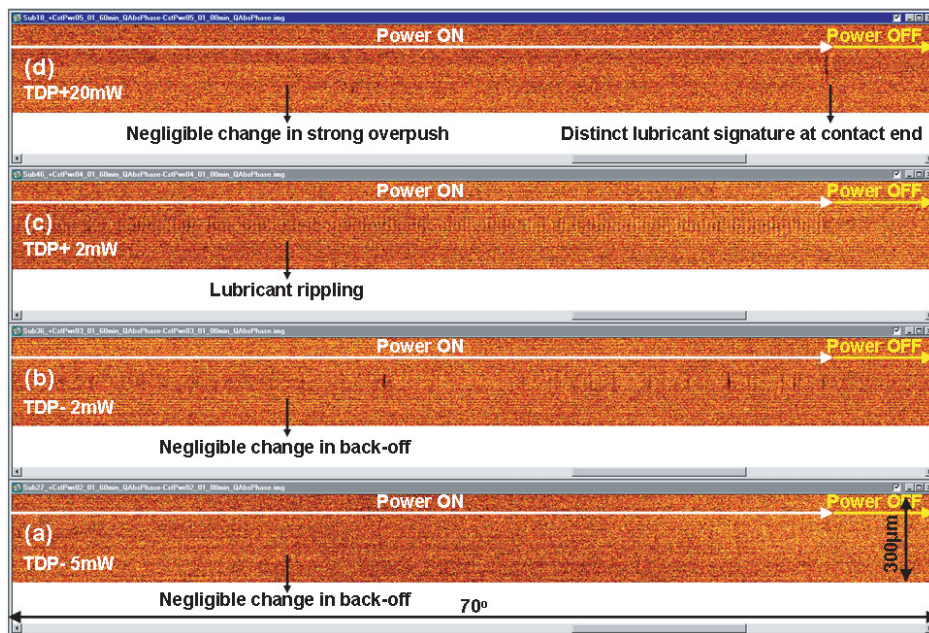 Sub18_+CstPwr05_01_60min_QAbsPhase-CstPwr05_01_00min_QAbsPhase.img
Power ON
Power OFF
(d)
TDP+20mW
Negligible change in strong overpush
Distinct lubricant signature at contact end
Sub46_+CstPwr04_01_60min_QAbsPhase-CstPwr04_01_00min_QAbsPhase.img
Power ON
Power OFF
(c)
TDP+ 2mW
Lubricant rippling
Sub36_+CstPwr03_01_60min_QAbsPhase-CstPwr03_01_00min_QAbsPhase.img
Power ON
Power OFF
(b)
TDP- 2mW
Negligible change in back-off
Sub27_+CstPwr02_01_60min_QAbsPhase-CstPwr02_01_00min_QAbsPhase.img
Power ON
Power OFF
(a)
TDP- 5mW
300μm
Negligible change in back-off
70º